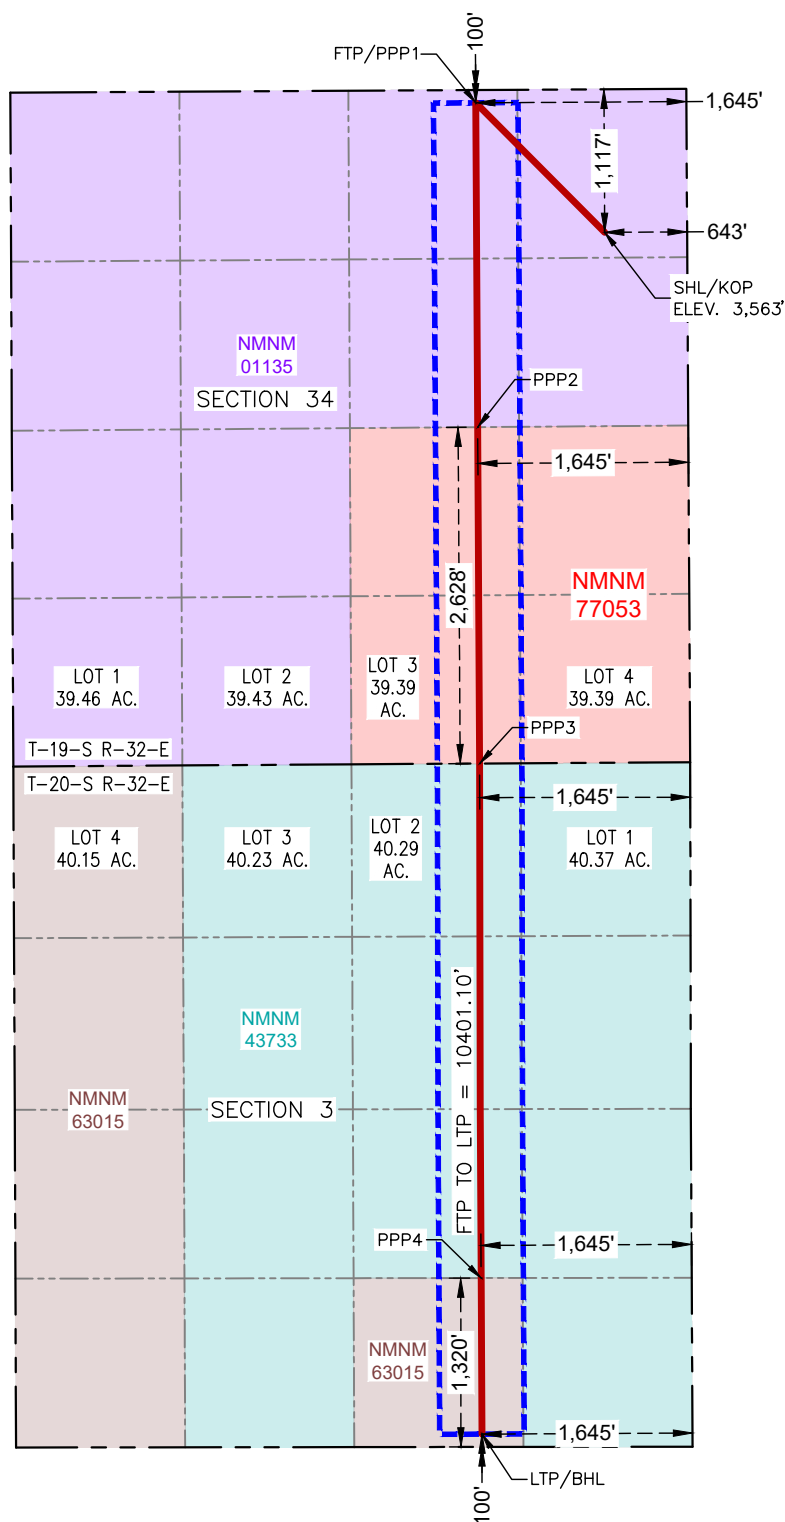 100'
FTP/PPP1
1,645'
1,117'
643'
SHL/KOP
ELEV. 3,563'
NMNM
01135
SECTION 34
PPP2
1,645'
2,628'
NMNM
77053
LOT 1
39.46 AC.
LOT 2
39.43 AC.
LOT 3
39.39
AC.
LOT 4
39.39 AC.
PPP3
T-19-S R-32-E
T-20-S R-32-E
1,645'
LOT 4
40.15 AC.
LOT 3
40.23 AC.
LOT 2
40.29
AC.
LOT 1
40.37 AC.
FTP TO LTP = 10401.10'
NMNM
43733
NMNM
63015
SECTION 3
PPP4
1,645'
1,320'
NMNM
63015
1,645'
LTP/BHL
100'